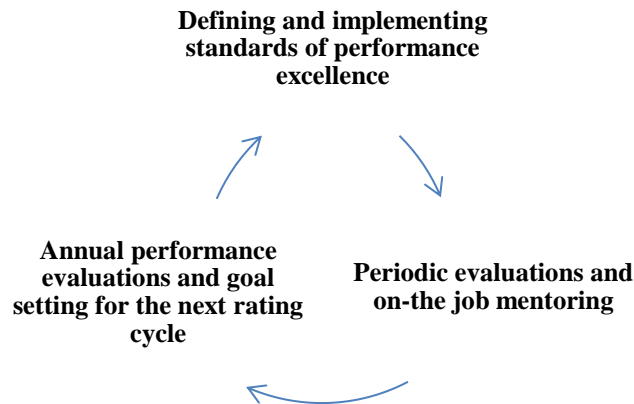 Defining and implementing
standards of performance
excellence
Periodic evaluations and
on-the job mentoring
Annual performance
evaluations and goal
setting for the next rating
cycle